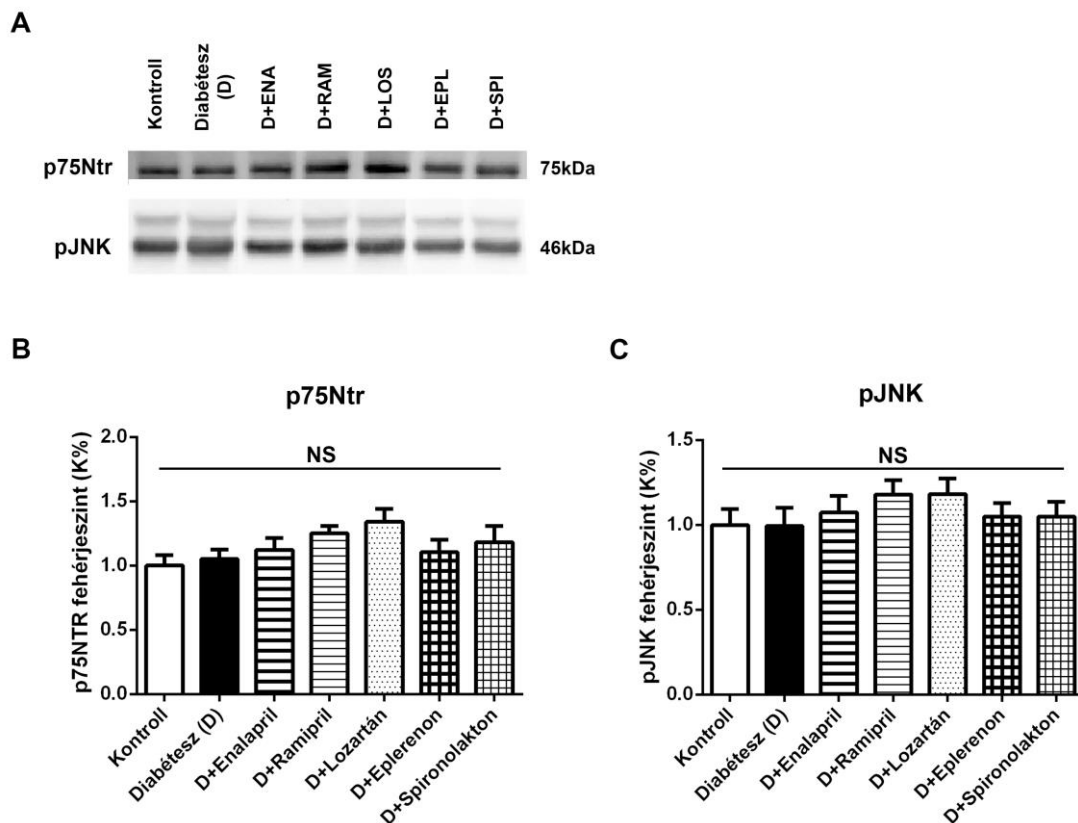 A
Kontroll
Diabétesz
(D)
D+ENA
D+RAM
D+LOS
D+EPL
D+SPI
p75Ntr
75kDa
pJNK
46kDa
B
p75Ntr
p75NTR fehérjeszint (K%)
2.0
1.5
1.0
0.5
0.0
NS
Kontroll
Diabétesz (D)
D+Enalapril
D+Ramipril
D+Lozartán
D+Eplerenon
D+Spironolakton
C
pJNK
pJNK fehérjeszint (K%)
1.5
1.0
0.5
0.0
NS
Kontroll
Diabétesz (D)
D+Enalapril
D+Ramipril
D+Lozartán
D+Eplerenon
D+Spironolakton